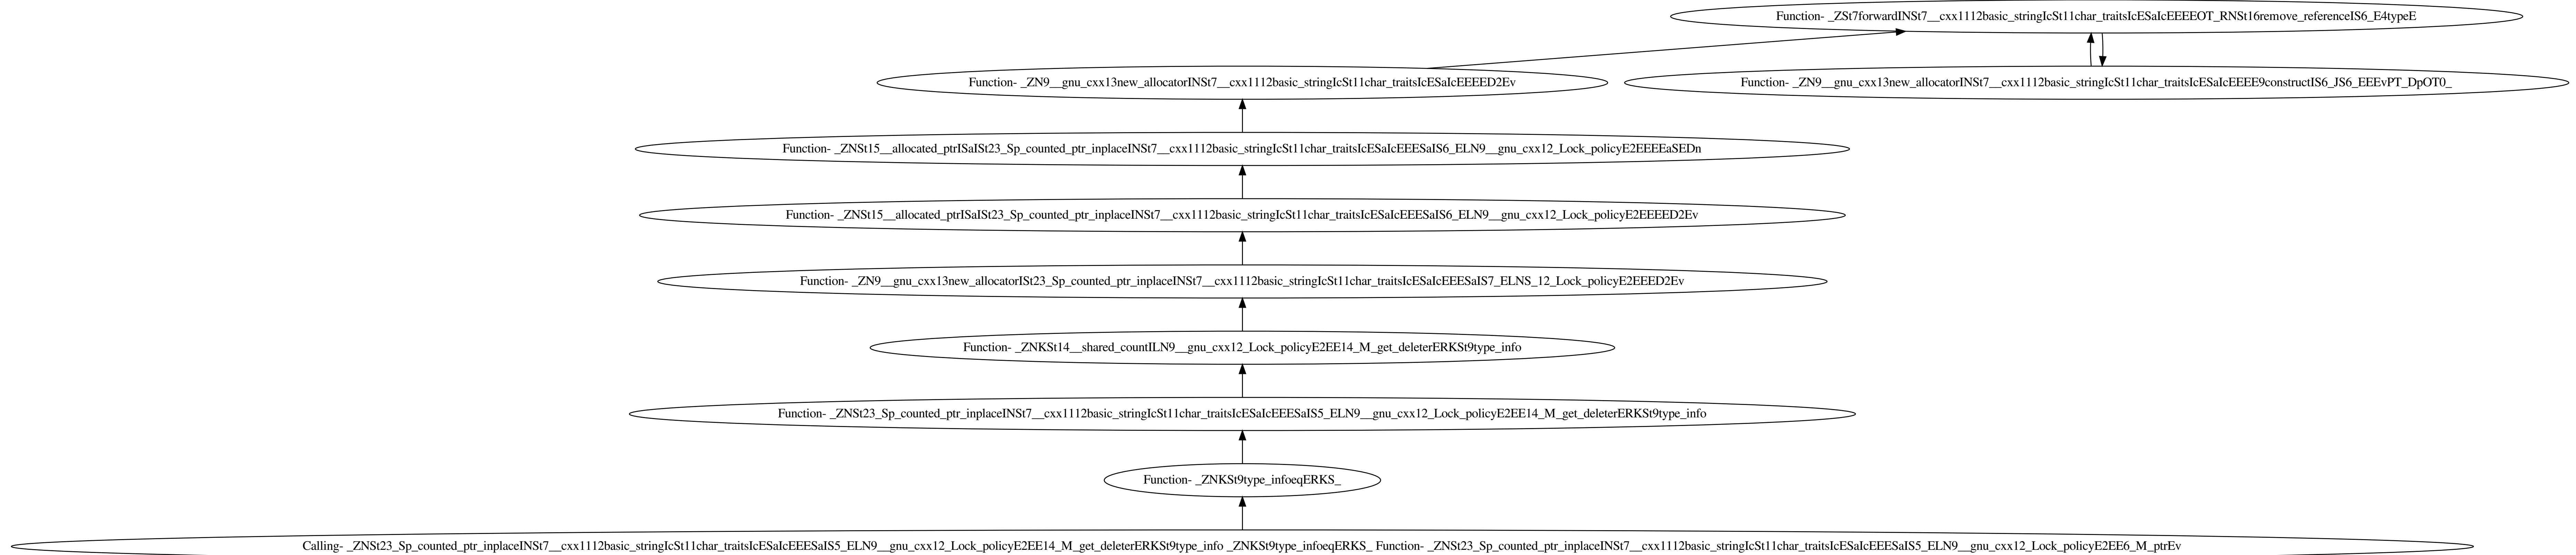 Function- _ZSt7forwardINSt7__cxx1112basic_stringIcSt11char_traitsIcESaIcEEEEOT_RNSt16remove_referenceIS6_E4typeE
Function- _ZN9__gnu_cxx13new_allocatorINSt7__cxx1112basic_stringIcSt11char_traitsIcESaIcEEEED2Ev
Function- _ZN9__gnu_cxx13new_allocatorINSt7__cxx1112basic_stringIcSt11char_traitsIcESaIcEEEE9constructIS6_JS6_EEEvPT_DpOT0_
Function- _ZNSt15__allocated_ptrISaISt23_Sp_counted_ptr_inplaceINSt7__cxx1112basic_stringIcSt11char_traitsIcESaIcEEESaIS6_ELN9__gnu_cxx12_Lock_policyE2EEEEaSEDn
Function- _ZNSt15__allocated_ptrISaISt23_Sp_counted_ptr_inplaceINSt7__cxx1112basic_stringIcSt11char_traitsIcESaIcEEESaIS6_ELN9__gnu_cxx12_Lock_policyE2EEEED2Ev
Function- _ZN9__gnu_cxx13new_allocatorISt23_Sp_counted_ptr_inplaceINSt7__cxx1112basic_stringIcSt11char_traitsIcESaIcEEESaIS7_ELNS_12_Lock_policyE2EEED2Ev
Function- _ZNKSt14__shared_countILN9__gnu_cxx12_Lock_policyE2EE14_M_get_deleterERKSt9type_info
Function- _ZNSt23_Sp_counted_ptr_inplaceINSt7__cxx1112basic_stringIcSt11char_traitsIcESaIcEEESaIS5_ELN9__gnu_cxx12_Lock_policyE2EE14_M_get_deleterERKSt9type_info
Function- _ZNKSt9type_infoeqERKS_
Calling- _ZNSt23_Sp_counted_ptr_inplaceINSt7__cxx1112basic_stringIcSt11char_traitsIcESaIcEEESaIS5_ELN9__gnu_cxx12_Lock_policyE2EE14_M_get_deleterERKSt9type_info _ZNKSt9type_infoeqERKS_ Function- _ZNSt23_Sp_counted_ptr_inplaceINSt7__cxx1112basic_stringIcSt11char_traitsIcESaIcEEESaIS5_ELN9__gnu_cxx12_Lock_policyE2EE6_M_ptrEv